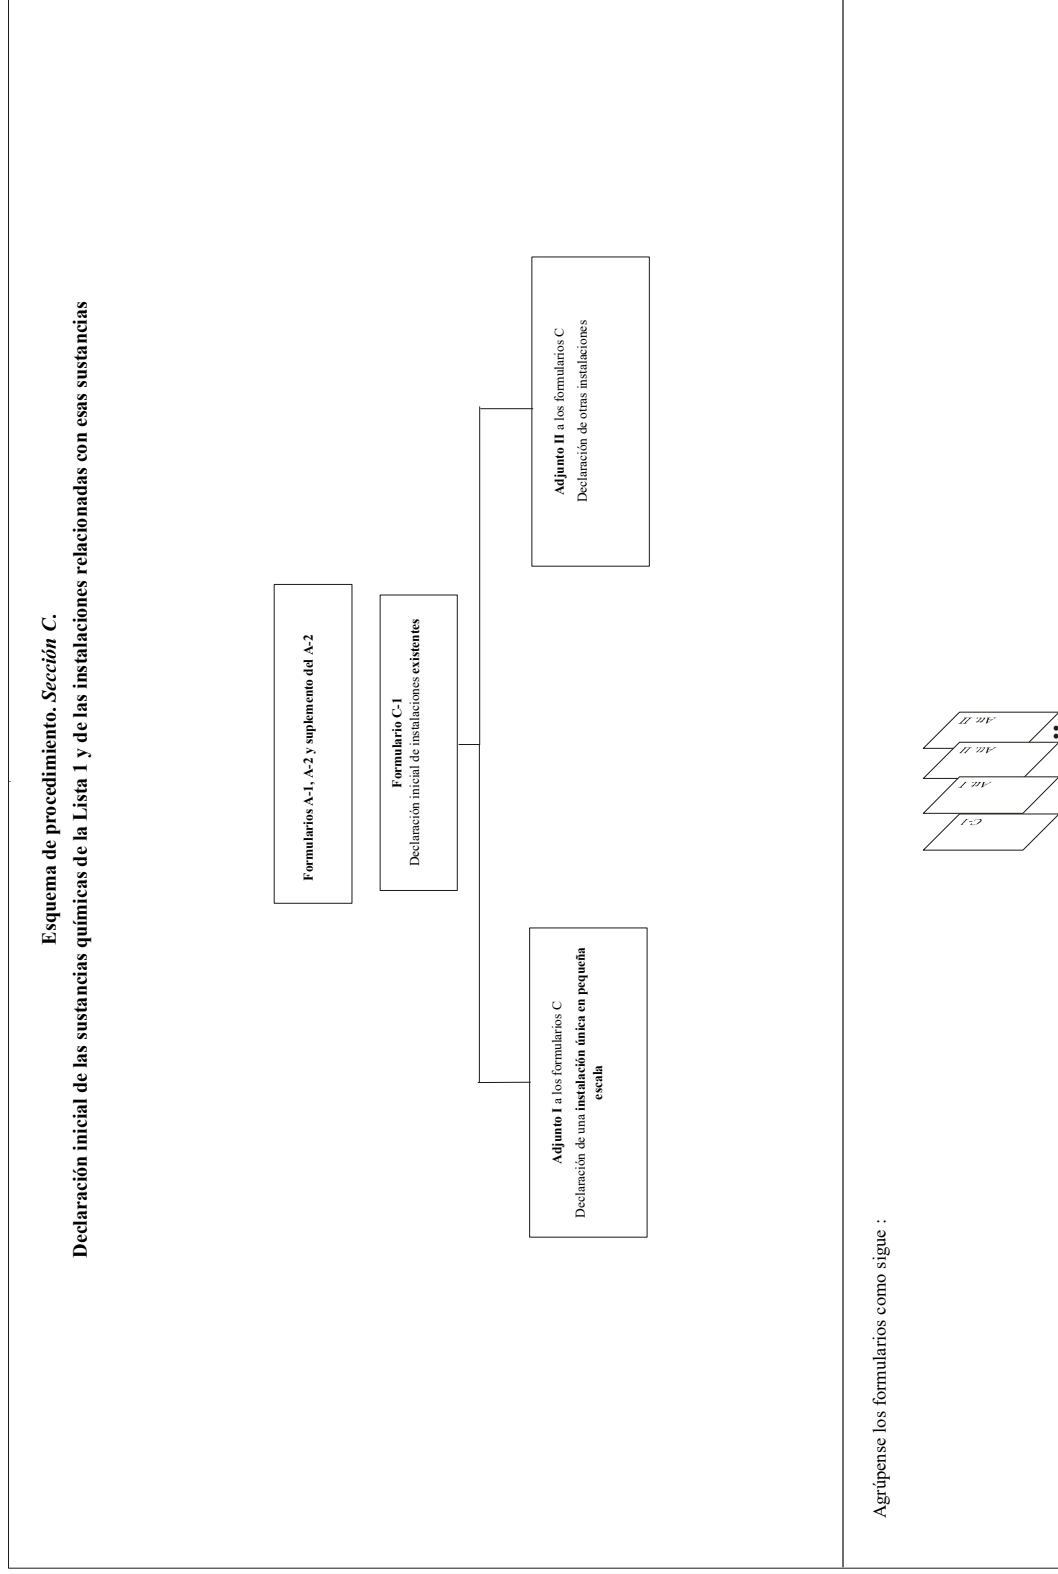 Esquema de procedimiento. Sección C.
Declaración inicial de las sustancias químicas de la Lista 1 y de las instalaciones relacionadas con esas sustancias
Formularios A-1, A-2 y suplemento del A-2
Formulario C-1
Declaración inicial de instalaciones existentes
Adjunto I a los formularios C
Declaración de una instalación única en pequeña
escala
Adjunto II a los formularios C
Declaración de otras instalaciones
Agrúpense los formularios como sigue :
C-1
Att. I
Att. II
Att. II